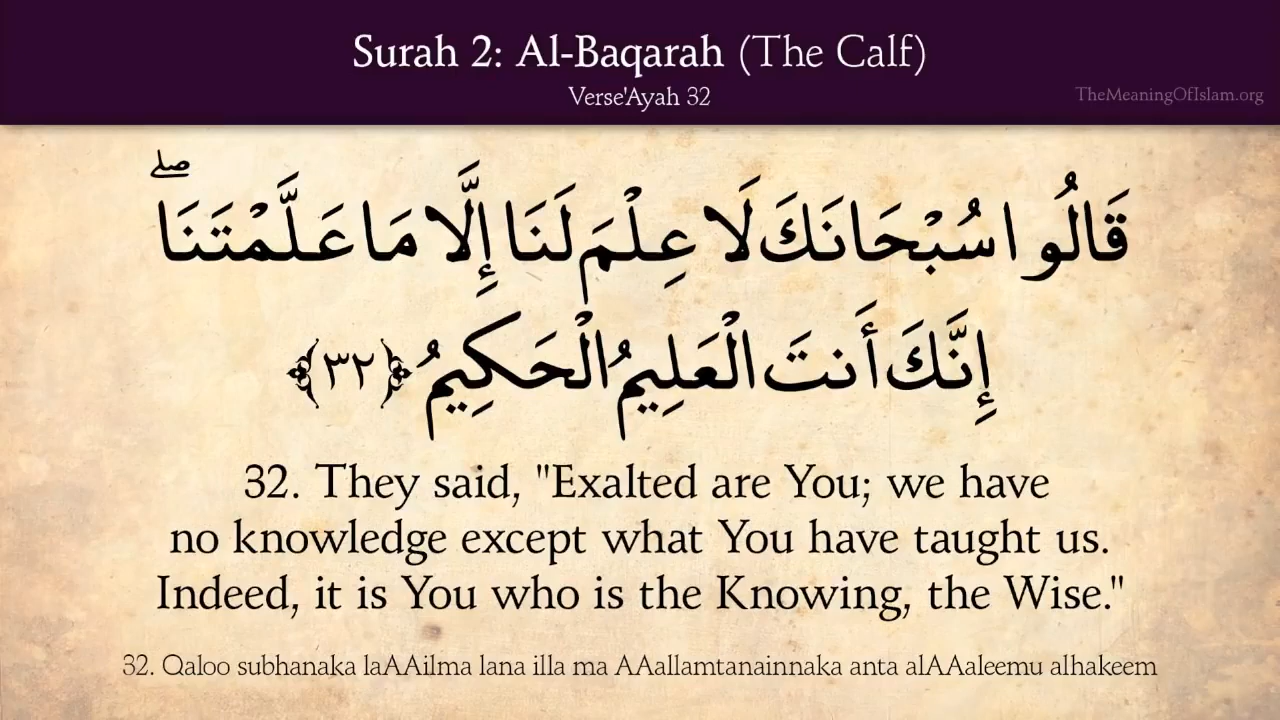 Surah 2: Al-Baqarah (The Calf)
Verse'Ayah 32
TheMeaningOfIslam.org
قَالُوا سُبْحَانَكَ لَا عِلْمَ لَنَا إِلَّا مَا عَلَّمْتَنَا ۖ
إِنَّكَ أَنتَ الْعَلِيمُ الْحَكِيمُ ﴿٣٢﴾
32. They said, "Exalted are You; we have
no knowledge except what You have taught us.
Indeed, it is You who is the Knowing, the Wise."
32. Qaloo subhanaka laAAilma lana illa ma AAallamtanainnaka anta alAAaleemu alhakeem